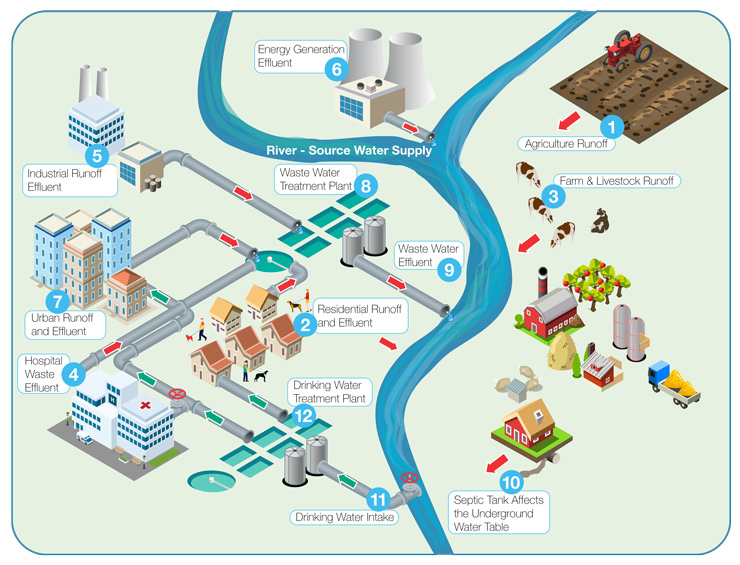 Energy Generation
Effluent
6
1
Agriculture Runoff
River - Source Water Supply
5
Industrial Runoff
Effluent
Waste Water
Treatment Plant
8
Farm & Livestock Runoff
3
Waste Water
Effluent
9
7
Urban Runoff
and Effluent
2
Residential Runoff
and Effluent
Hospital
Waste
Effluent
4
Drinking Water
Treatment Plant
12
11
Drinking Water Intake
10
Septic Tank Affects
the Underground
Water Table